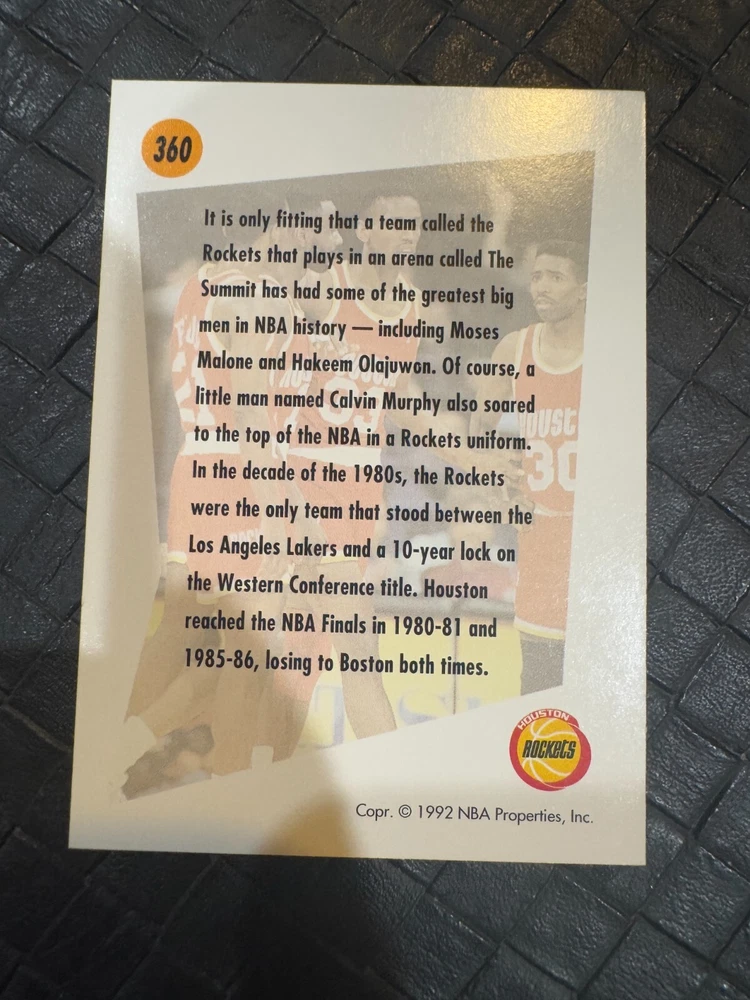 360
It is only fitting that a team called the
Rockets that plays in an arena called The
Summit has had some of the greatest big
men in NBA history — including Moses
Malone and Hakeem Olajuwon. Of course, a
little man named Calvin Murphy also soared
to the top of the NBA in a Rockets uniform.
In the decade of the 1980s, the Rockets
were the only team that stood between the
Los Angeles Lakers and a 10-year lock on
the Western Conference title. Houston
reached the NBA Finals in 1980-81 and
1985-86, losing to Boston both times.
30
HOUSTON
ROCKETS
Copr. © 1992 NBA Properties, Inc.